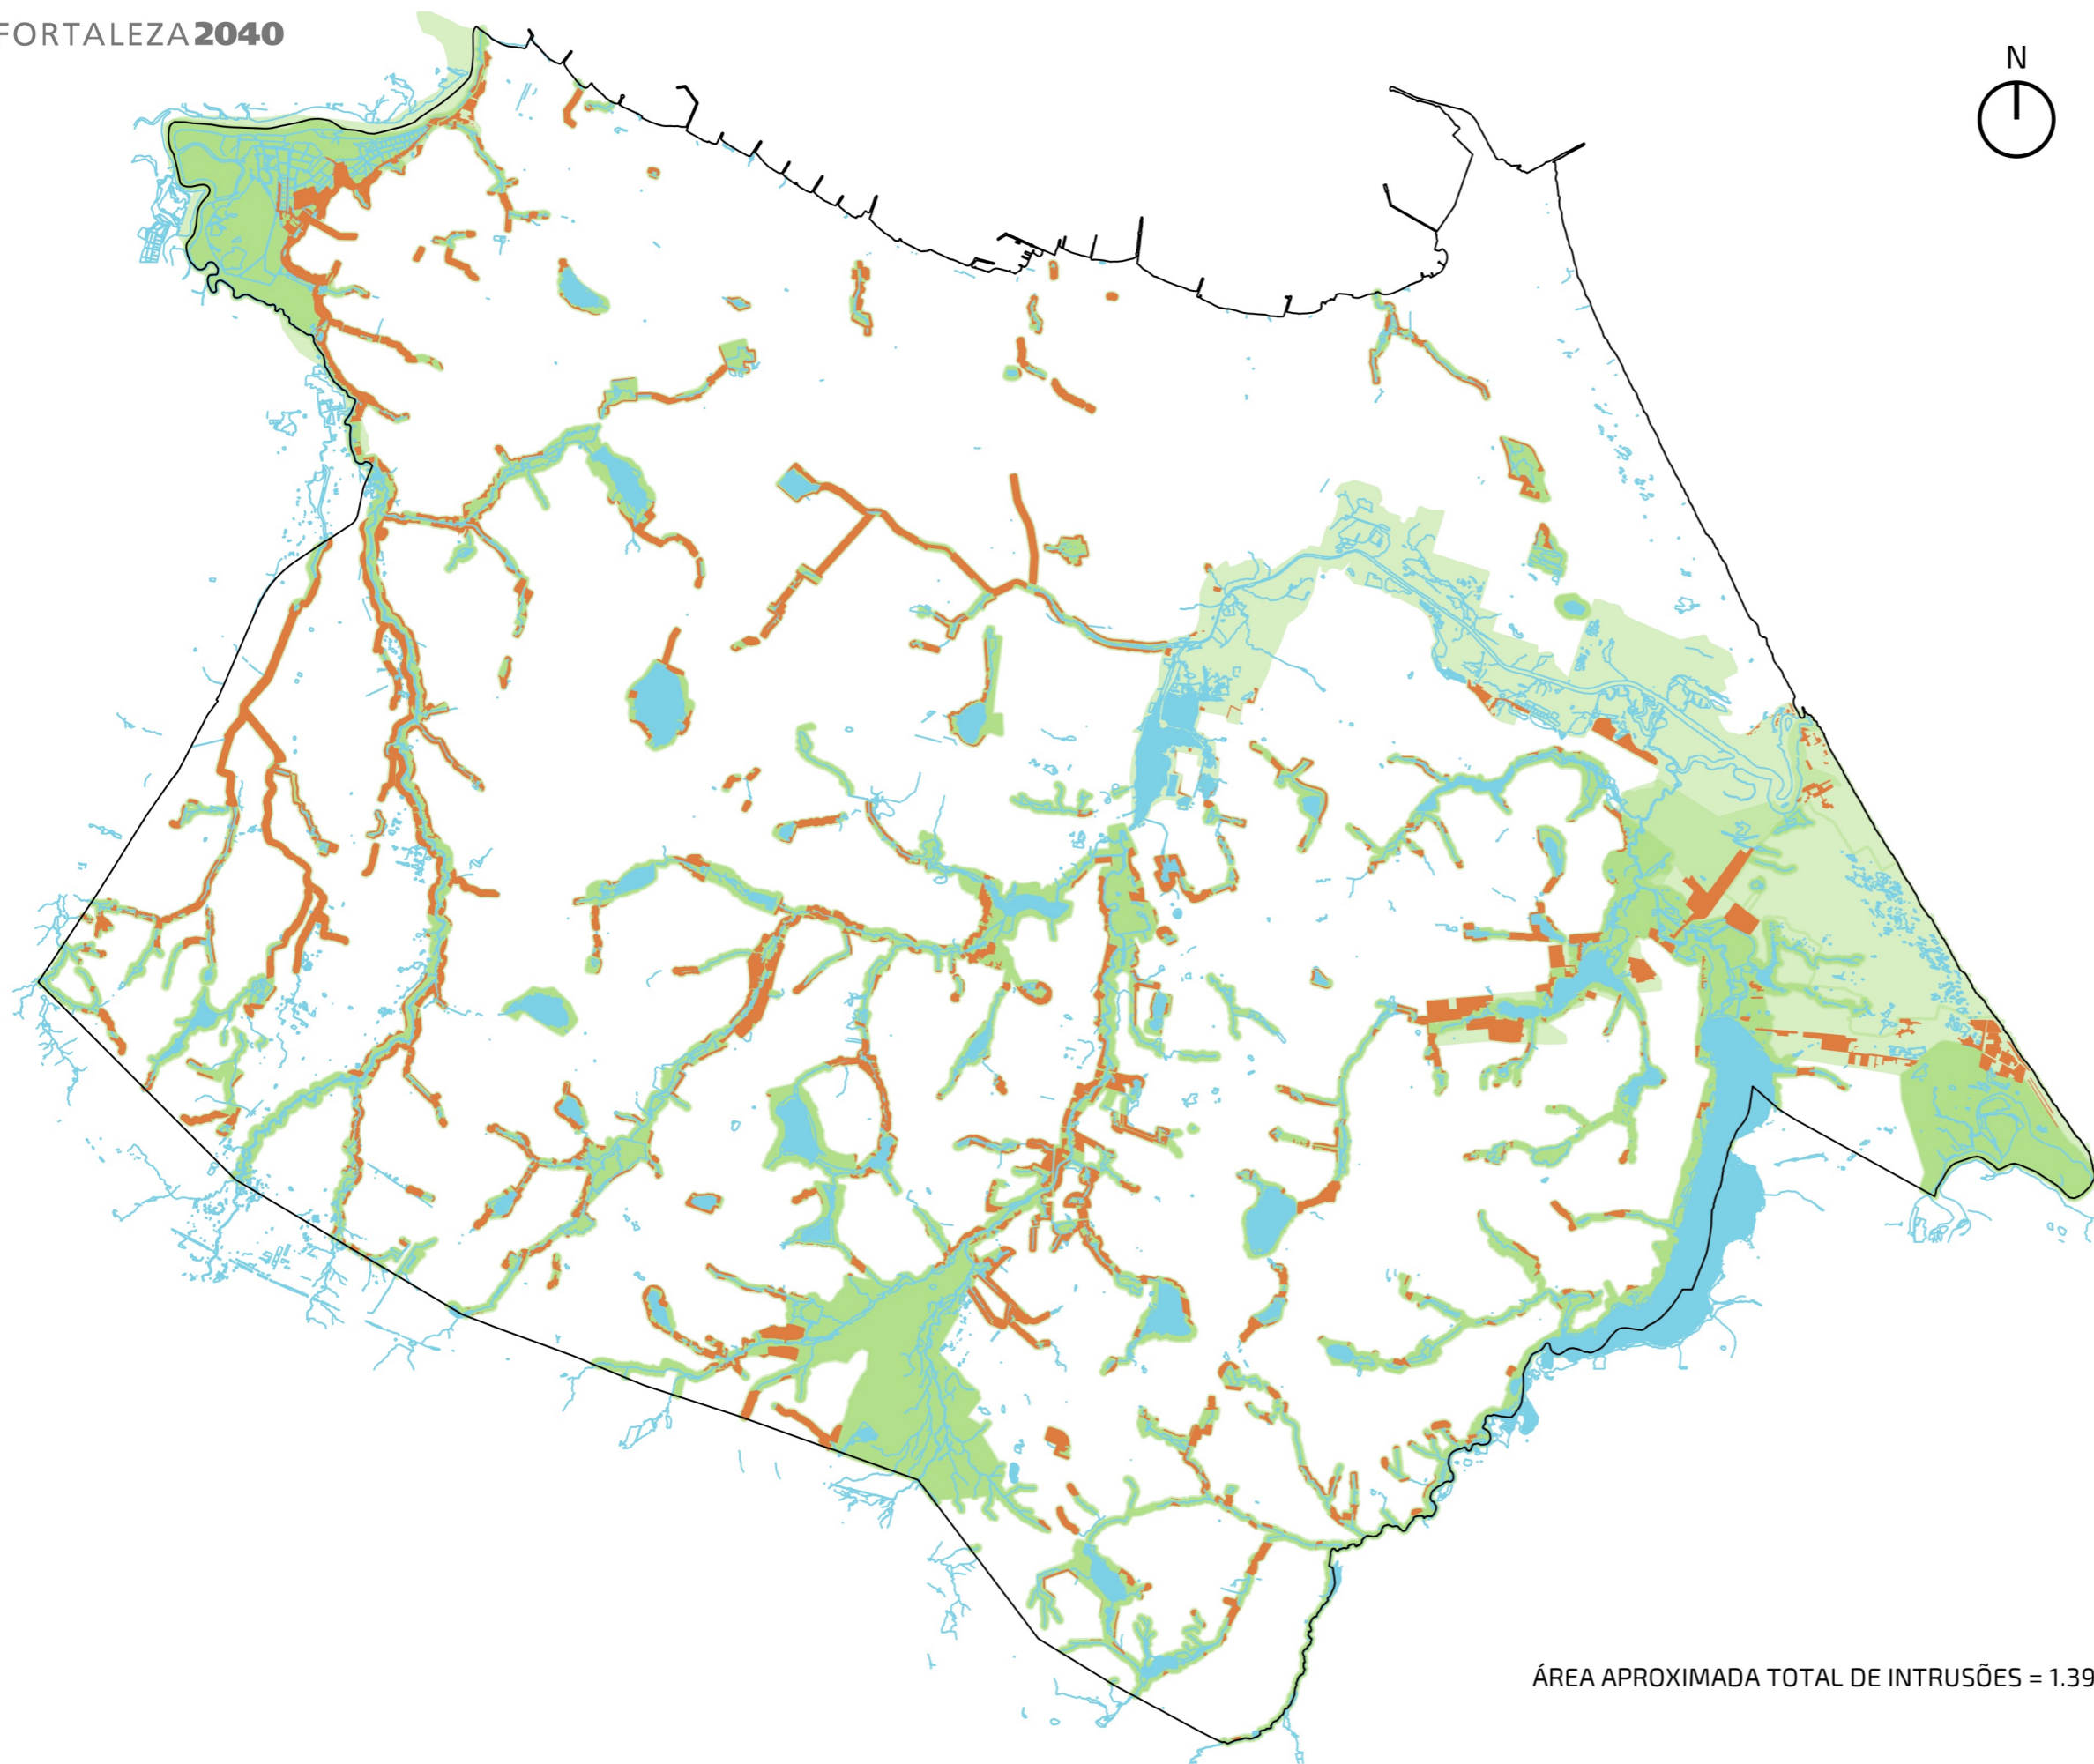 FORTALEZA2040
N
ÁREA APROXIMADA TOTAL DE INTRUSÕES = 1.39